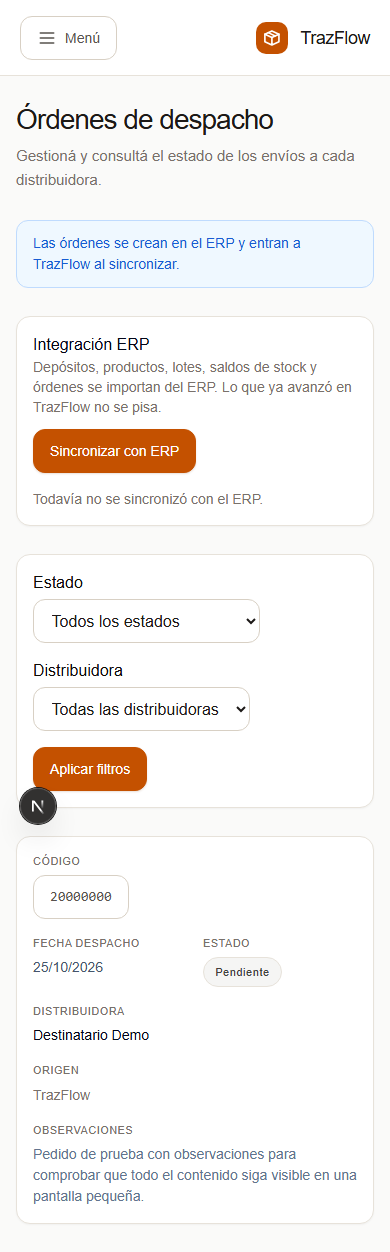 Menú
TrazFlow
Órdenes de despacho
Gestioná y consultá el estado de los envíos a cada
distribuidora.
Las órdenes se crean en el ERP y entran a
TrazFlow al sincronizar.
Integración ERP
Depósitos, productos, lotes, saldos de stock y
órdenes se importan del ERP. Lo que ya avanzó en
TrazFlow no se pisa.
Sincronizar con ERP
Todavía no se sincronizó con el ERP.
Estado
Todos los estados
Distribuidora
Todas las distribuidoras
Aplicar filtros
N
CÓDIGO
20000000
FECHA DESPACHO
25/10/2026
ESTADO
Pendiente
DISTRIBUIDORA
Destinatario Demo
ORIGEN
TrazFlow
OBSERVACIONES
Pedido de prueba con observaciones para
comprobar que todo el contenido siga visible en una
pantalla pequeña.